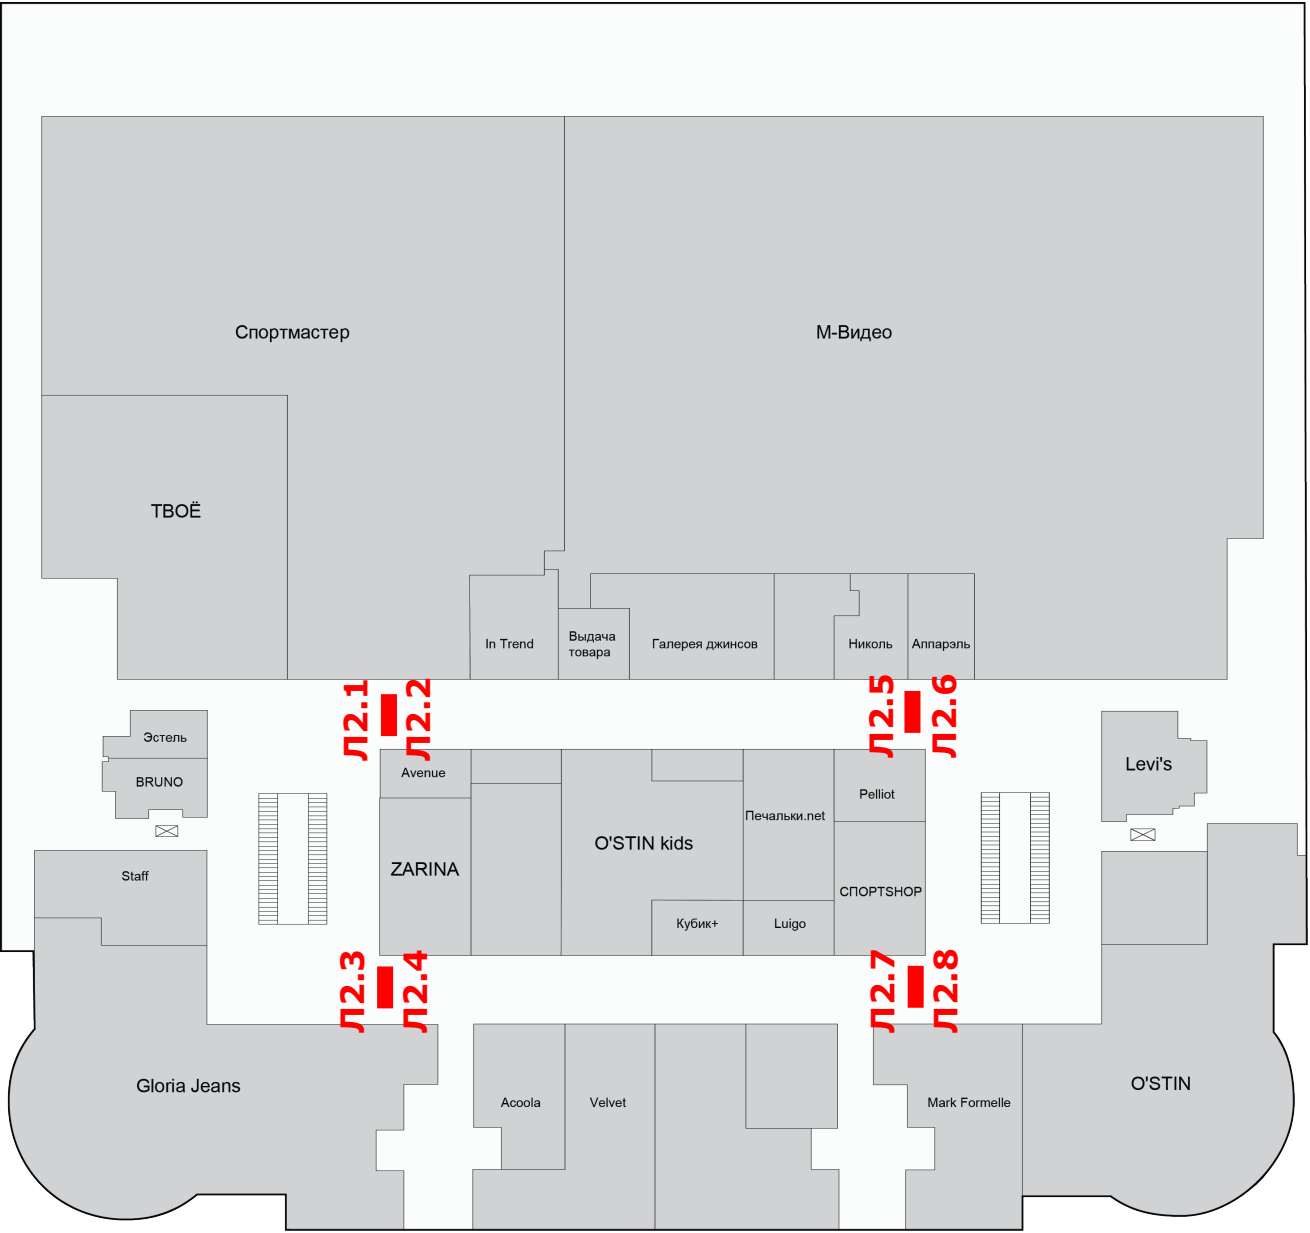 Спортмастер
М-Видео
ТВОЁ
In Trend
Выдача
товара
Галерея джинсов
Николь
Аппарэль
Л2.1
Л2.2
Л2.5
Л2.6
Эстель
BRUNO
Avenue
Pelliot
Levi's
Печальки.net
O'STIN kids
ZARINA
Staff
СПОРТSHOP
Кубик+
Luigo
Л2.3
Л2.4
Л2.7
Л2.8
Gloria Jeans
Acoola
Velvet
Mark Formelle
O'STIN